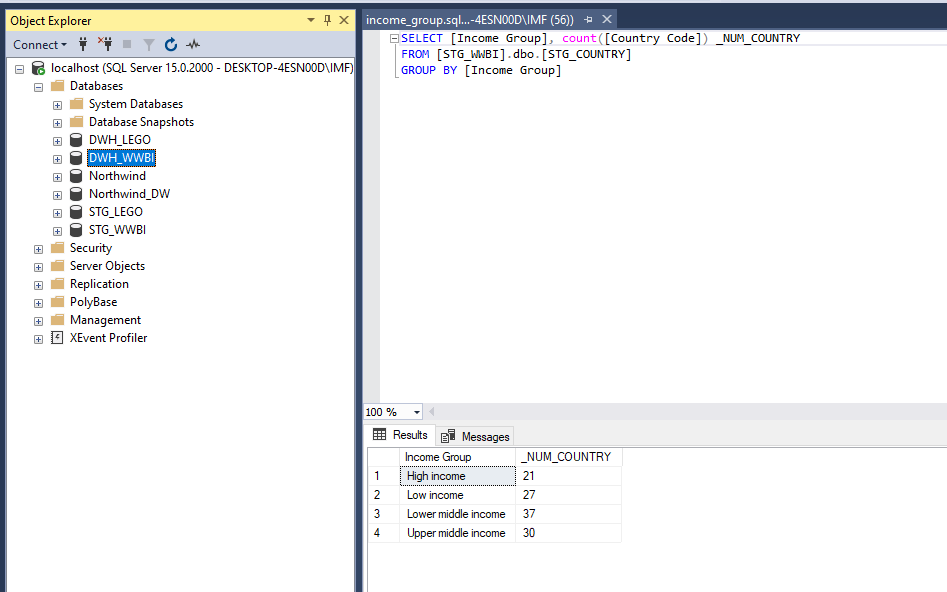 Object Explorer
Connect
localhost (SQL Server 15.0.2000 - DESKTOP-4ESN00D\IMF)
Databases
System Databases
Database Snapshots
DWH_LEGO
DWH_WWBI
Northwind
Northwind_DW
STG_LEGO
STG_WWBI
Security
Server Objects
Replication
PolyBase
Management
XEvent Profiler
income_group.sql...-4ESN00D\IMF (56))
SELECT [Income Group], count([Country Code]) _NUM_COUNTRY
FROM [STG_WWBI].dbo.[STG_COUNTRY]
GROUP BY [Income Group]
100 %
Results Messages
Income Group _NUM_COUNTRY
1 High income 21
2 Low income 27
3 Lower middle income 37
4 Upper middle income 30